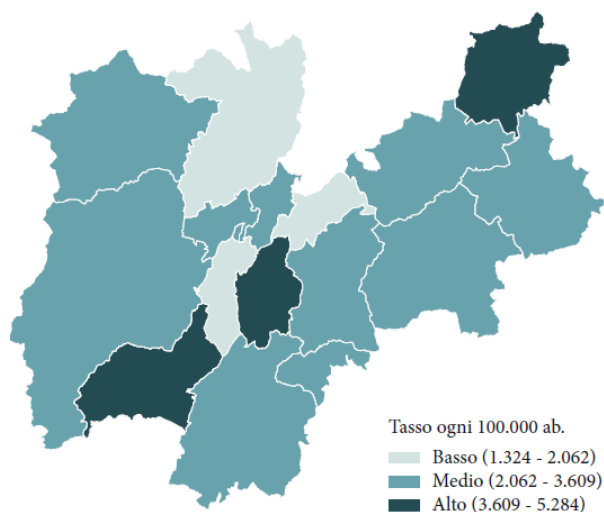 Tasso ogni 100.000 ab.
Basso (1.324 - 2.062)
Medio (2.062 - 3.609)
Alto (3.609 - 5.284)